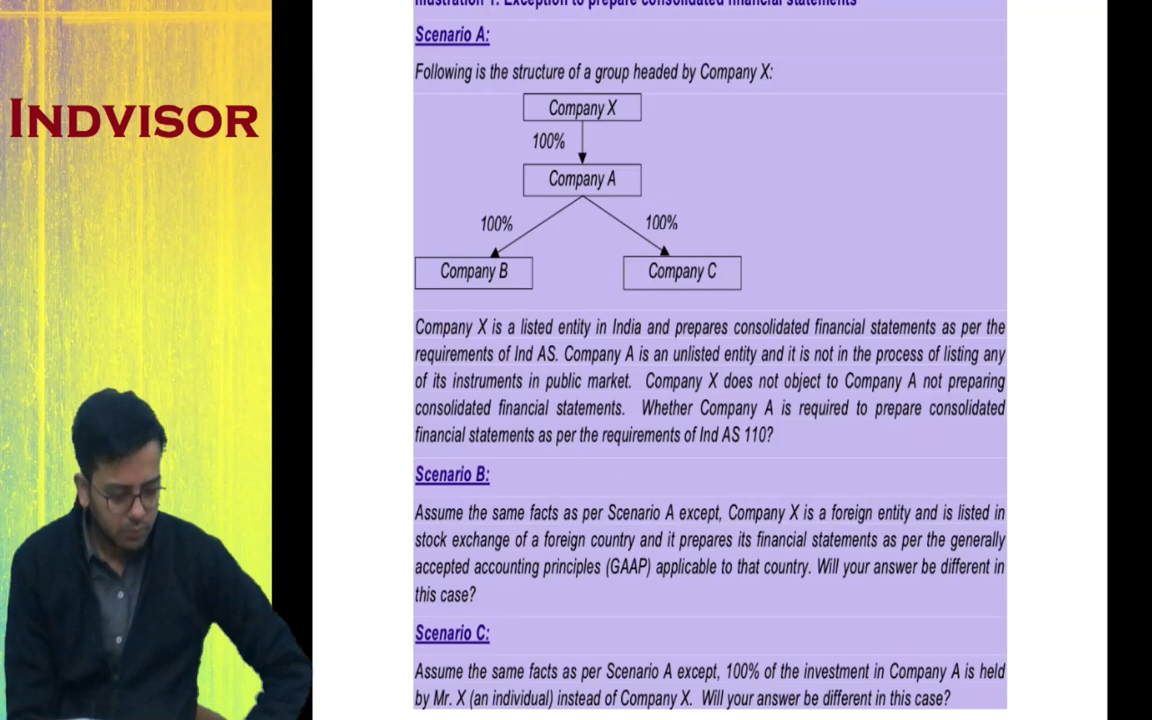 INDVISOR
Illustration 1: Exception to prepare consolidated financial statements
Scenario A:
Following is the structure of a group headed by Company X:
Company X
100%
Company A
100%
100%
Company B
Company C
Company X is a listed entity in India and prepares consolidated financial statements as per the
requirements of Ind AS. Company A is an unlisted entity and it is not in the process of listing any
of its instruments in public market. Company X does not object to Company A not preparing
consolidated financial statements. Whether Company A is required to prepare consolidated
financial statements as per the requirements of Ind AS 110?
Scenario B:
Assume the same facts as per Scenario A except, Company X is a foreign entity and is listed in
stock exchange of a foreign country and it prepares its financial statements as per the generally
accepted accounting principles (GAAP) applicable to that country. Will your answer be different in
this case?
Scenario C:
Assume the same facts as per Scenario A except, 100% of the investment in Company A is held
by Mr. X (an individual) instead of Company X. Will your answer be different in this case?